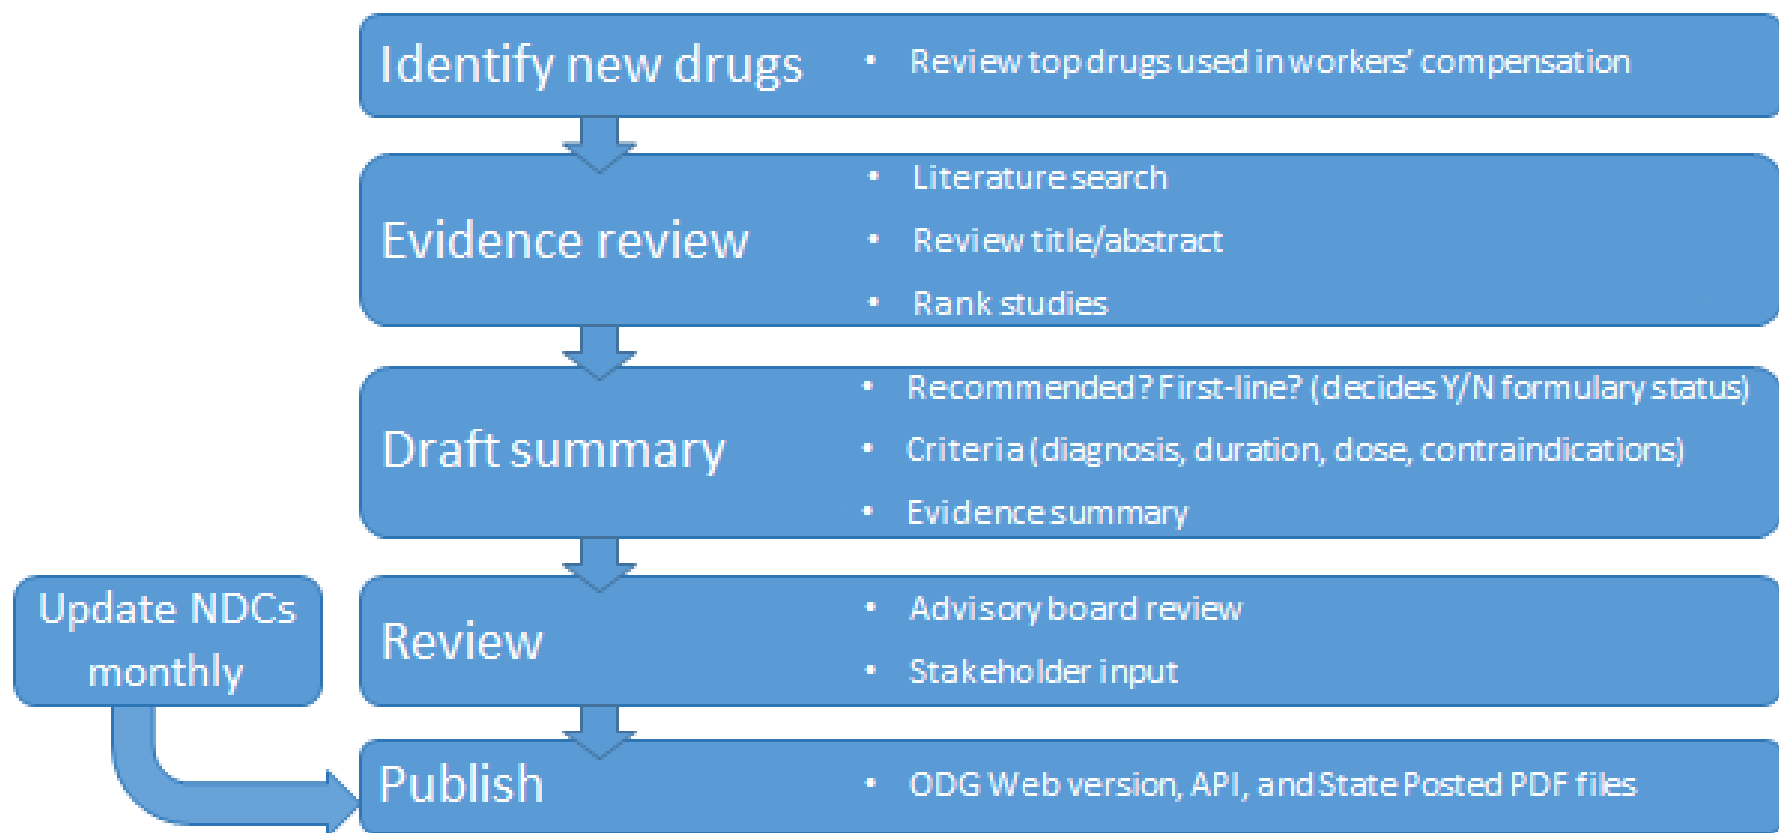 Identify new drugs
• Review top drugs used in workers' compensation
Evidence review
• Literature search
• Review title/abstract
• Rank studies
Draft summary
• Recommended? First-line? (decides Y/N formulary status)
• Criteria (diagnosis, duration, dose, contraindications)
• Evidence summary
Update NDCs
monthly
Review
• Advisory board review
• Stakeholder input
Publish
• ODG Web version, API, and State Posted PDF files